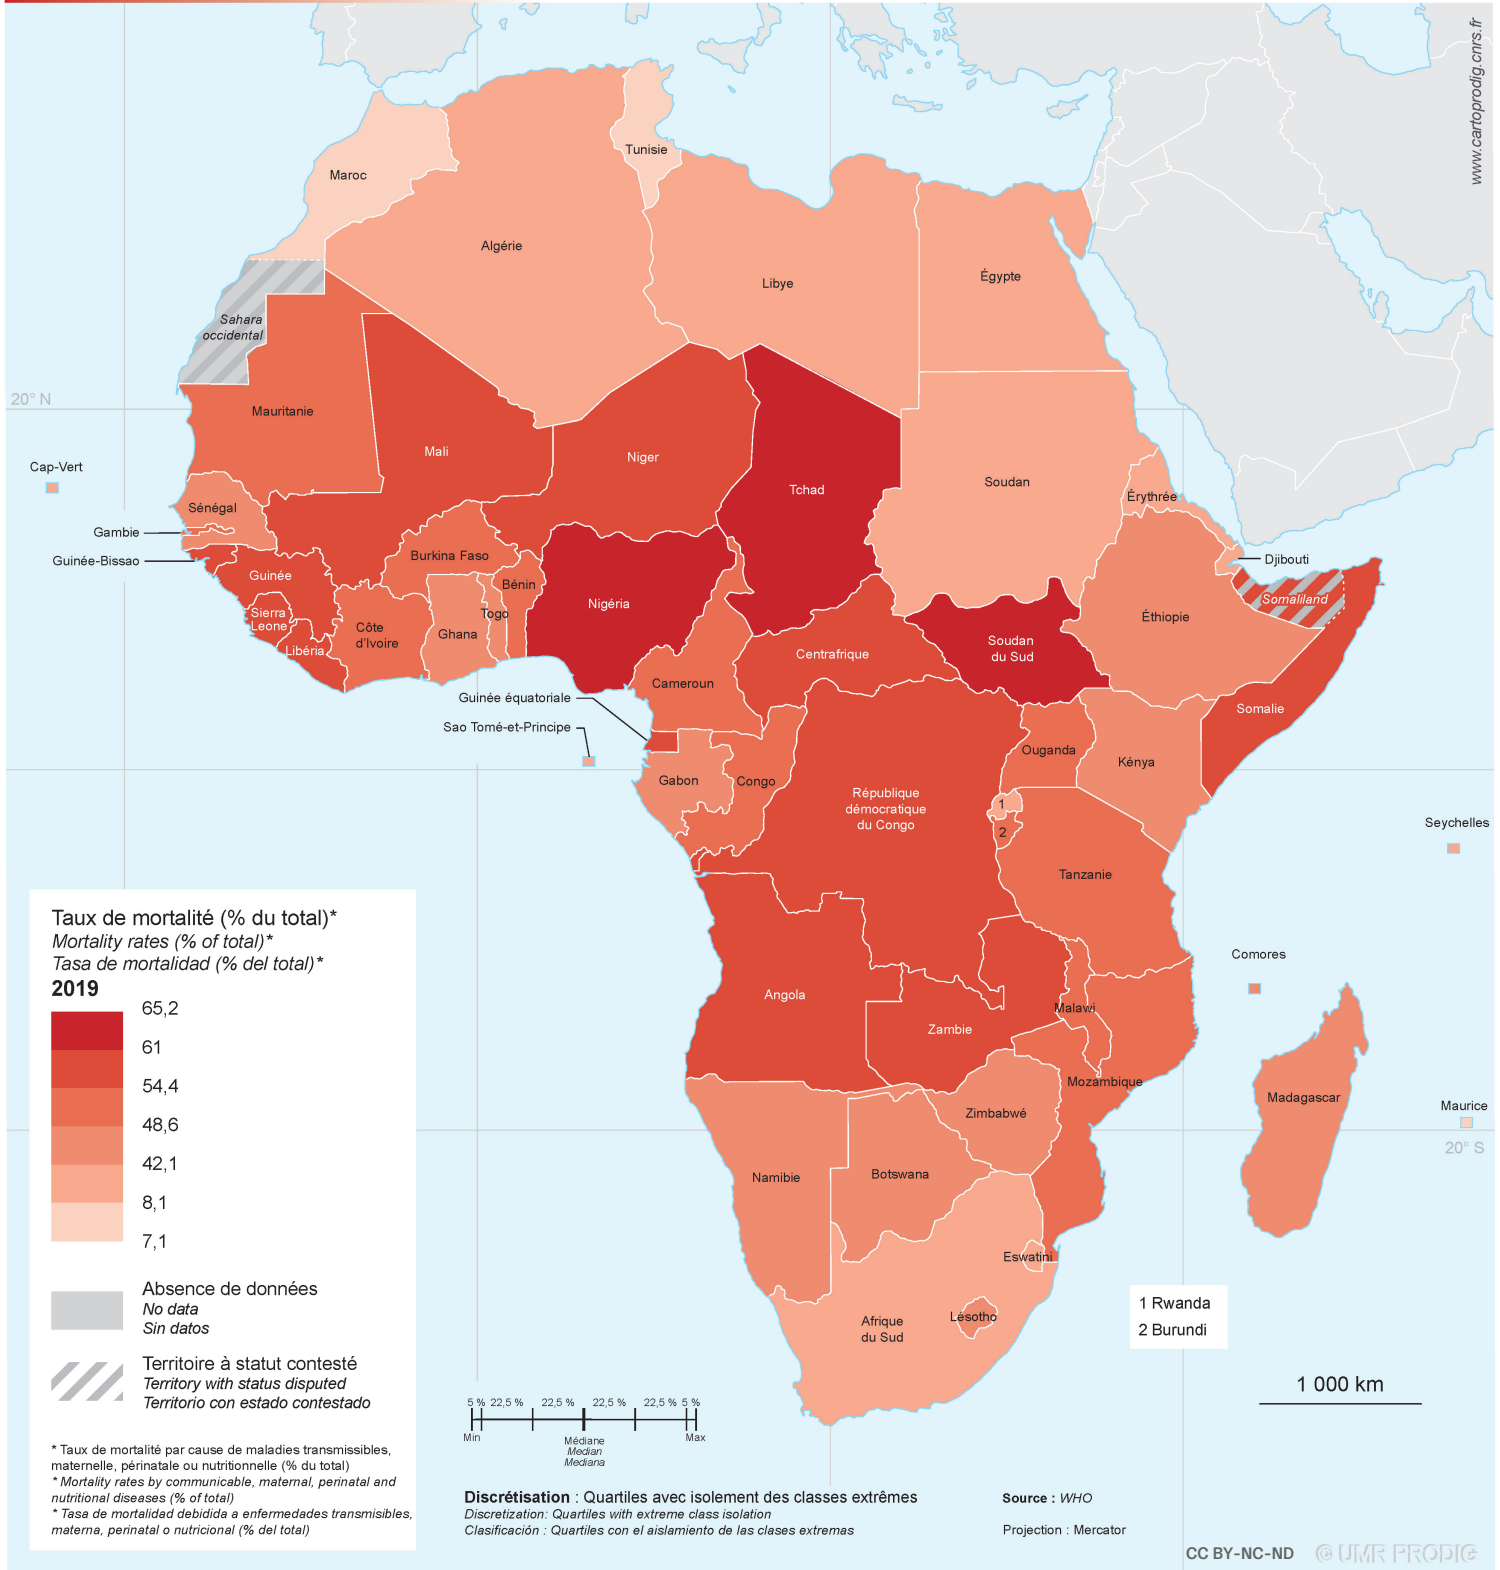 www.cartoprodig.cnrs.fr
Tunisie
Maroc
Algérie
Libye
Égypte
Sahara
occidental
20° N
Mauritanie
Mali
Niger
Tchad
Soudan
Érythrée
Cap-Vert
Sénégal
Gambie
Guinée-Bissao
Guinée
Burkina Faso
Bénin
Togo
Nigéria
Djibouti
Somaliland
Sierra
Leone
Libéria
Côte
d'Ivoire
Ghana
Éthiopie
Soudan
du Sud
Centrafrique
Cameroun
Guinée équatoriale
Sao Tomé-et-Principe
Somalie
Ouganda
Kénya
Gabon
Congo
République
démocratique
du Congo
1
2
Seychelles
Tanzanie
Comores
Angola
Malawi
Zambie
Mozambique
Zimbabwé
Madagascar
Maurice
20° S
Namibie
Botswana
Eswatini
Lésotho
Afrique
du Sud
Taux de mortalité (% du total)*
Mortality rates (% of total)*
Tasa de mortalidad (% del total)*
2019
65,2
61
54,4
48,6
42,1
8,1
7,1
Absence de données
No data
Sin datos
Territoire à statut contesté
Territory with status disputed
Territorio con estado contestado
* Taux de mortalité par cause de maladies transmissibles,
maternelle, périnatale ou nutritionnelle (% du total)
* Mortality rates by communicable, maternal, perinatal and
nutritional diseases (% of total)
* Tasa de mortalidad debidida a enfermedades transmisibles,
materna, perinatal o nutricional (% del total)
1 Rwanda
2 Burundi
1 000 km
5 % 22,5 % 22,5 % 22,5 % 22,5 % 5 %
Min Max
Médiane
Median
Mediana
Discrétisation : Quartiles avec isolement des classes extrêmes
Discretization: Quartiles with extreme class isolation
Clasificación : Quartiles con el aislamiento de las clases extremas
Source : WHO
Projection : Mercator
CC BY-NC-ND © UMR PRODIG